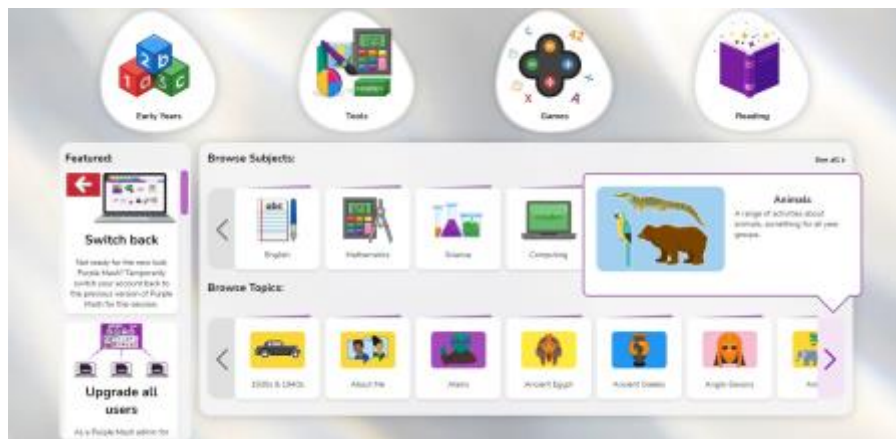 Early Years
Tools
Games
Reading
Featured:
Switch back
Not ready for the new look
Purple Mash? Temporarily
switch your account back to
the previous version of Purple
Mash for this session.
Upgrade all
users
As a Purple Mash admin for
Browse Subjects:
See all
abc
English
Mathematics
Science
Computing
Animals
A range of activities about
animals, something for all year
groups.
Browse Topics:
1930s & 1940s
About Me
Aliens
Ancient Egypt
Ancient Greeks
Anglo-Saxons